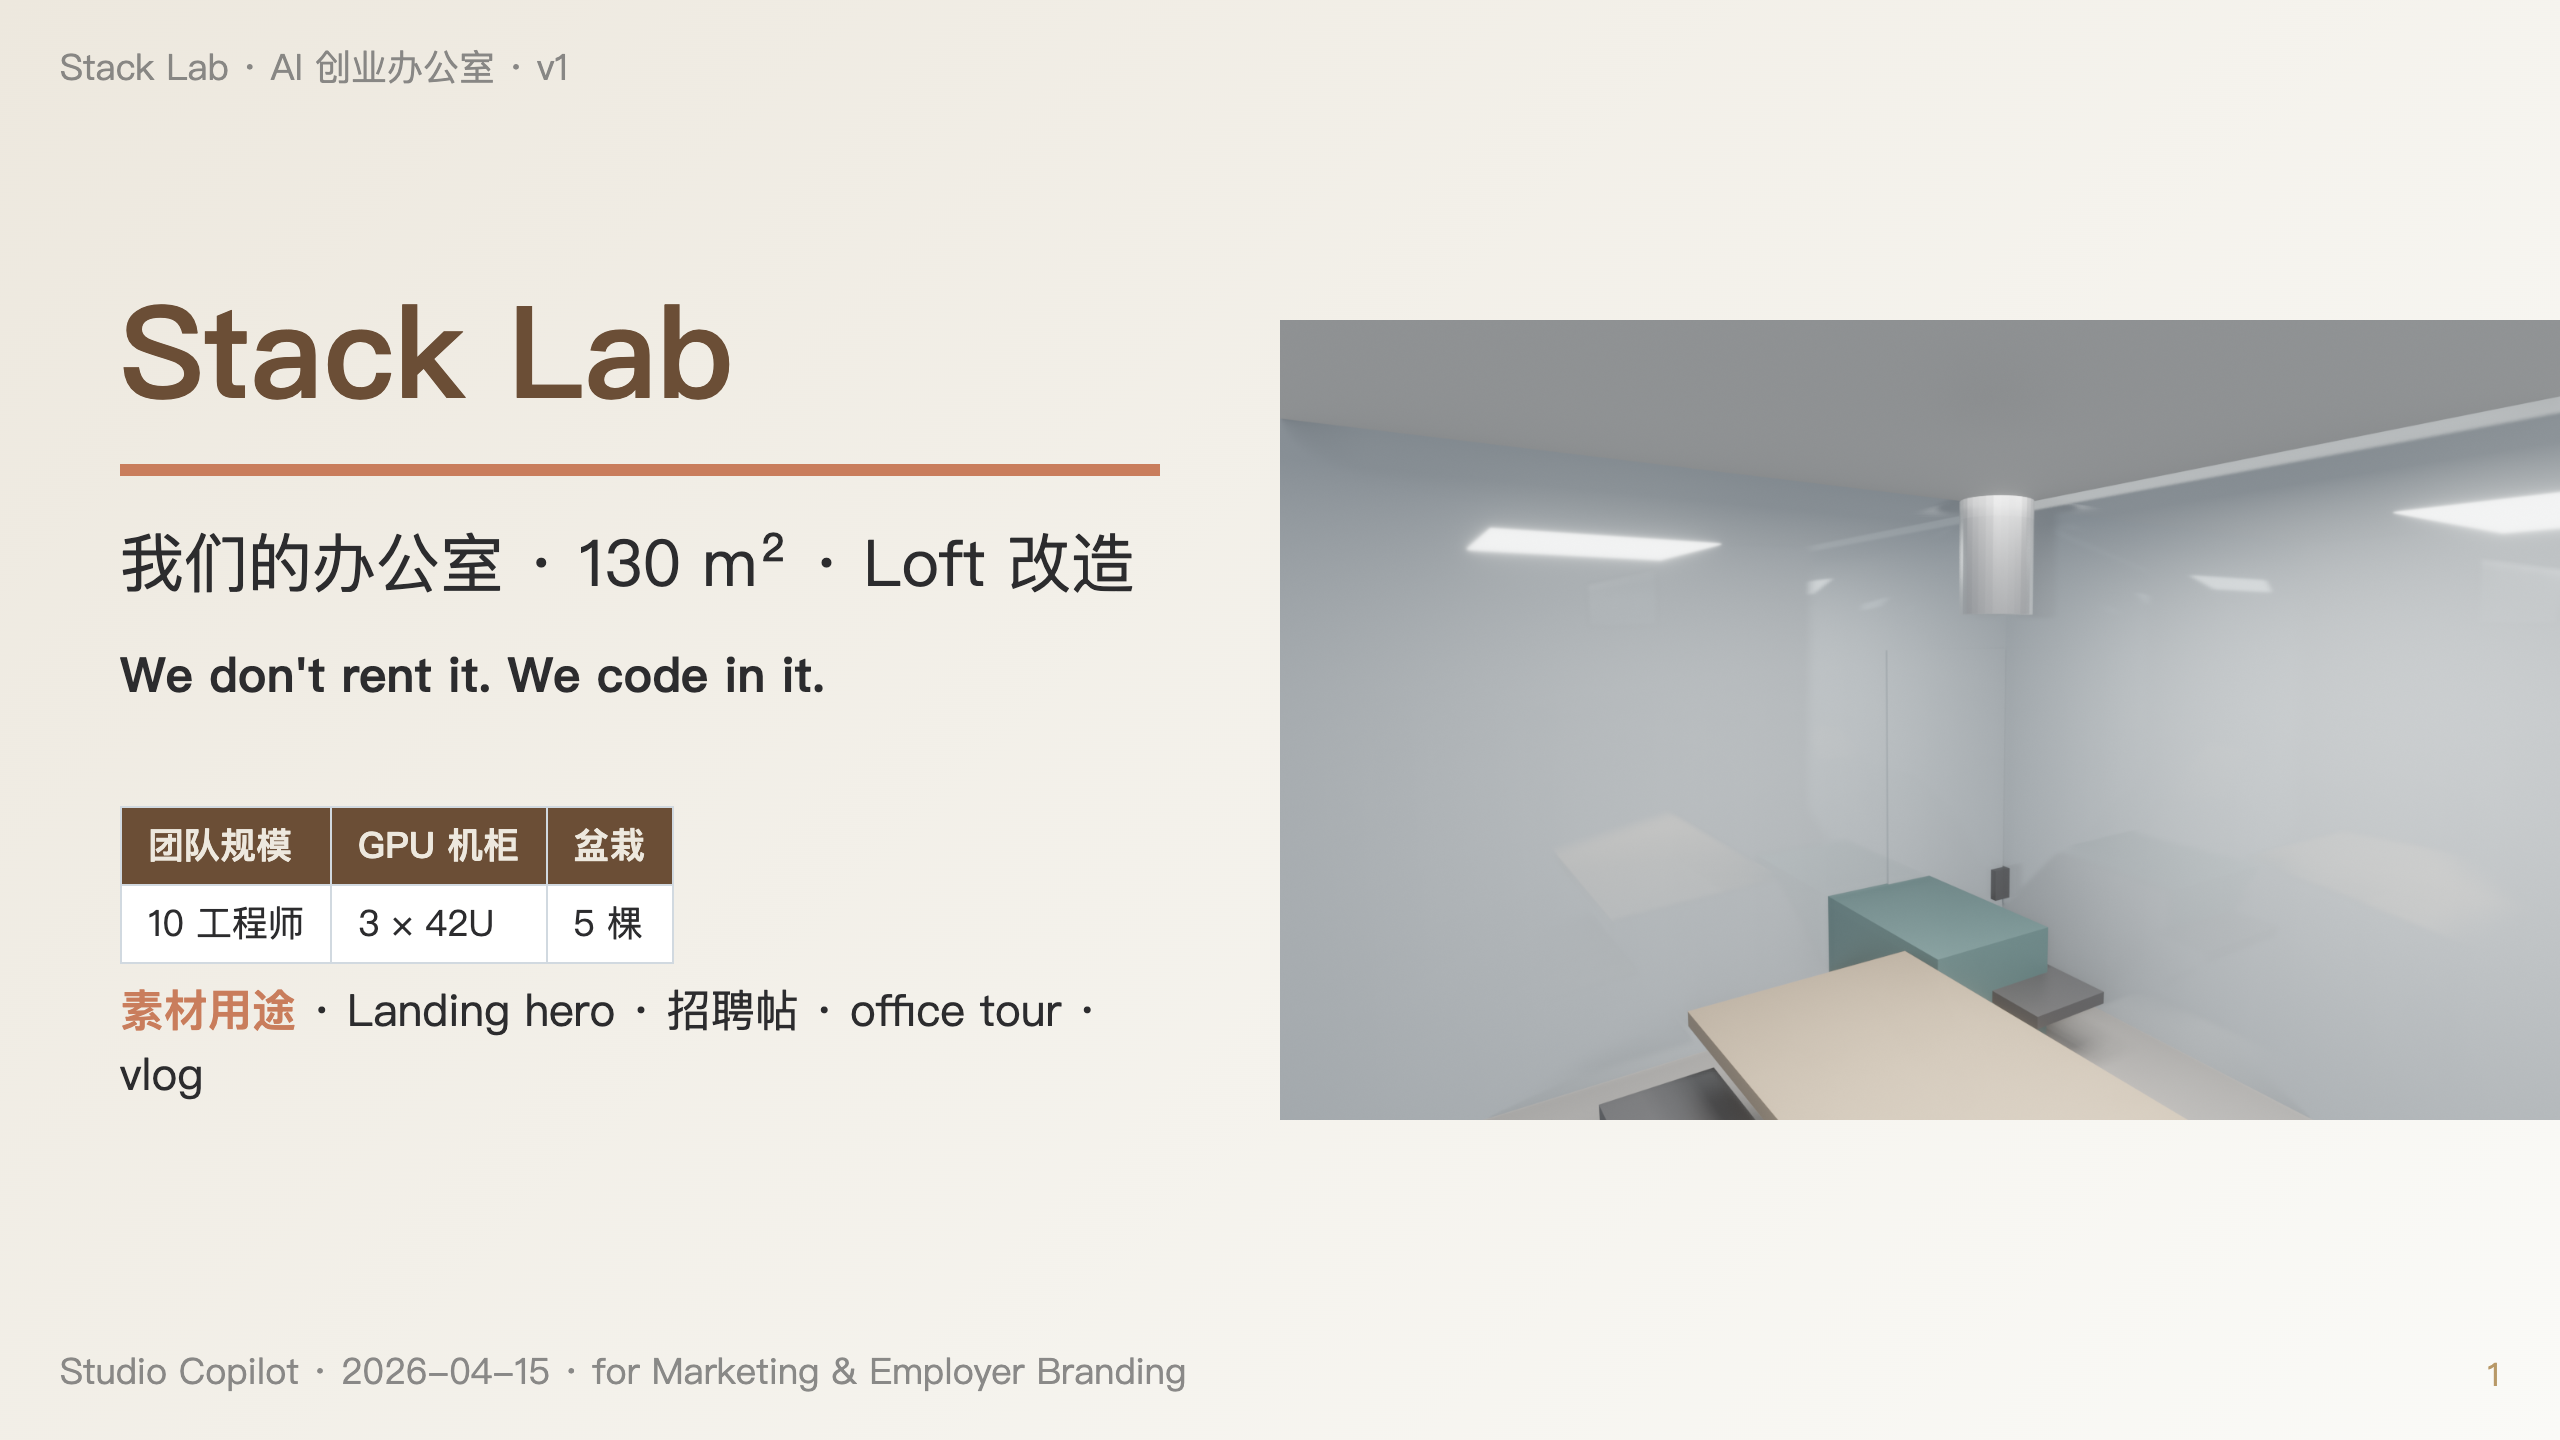 Stack Lab · AI 创业办公室 · v1
Stack Lab
我们的办公室 · 130 m² · Loft 改造
We don't rent it. We code in it.
团队规模 GPU 机柜 盆栽
10 工程师 3 × 42U 5 棵
素材用途 · Landing hero · 招聘帖 · office tour ·
vlog
Studio Copilot · 2026-04-15 · for Marketing & Employer Branding
1